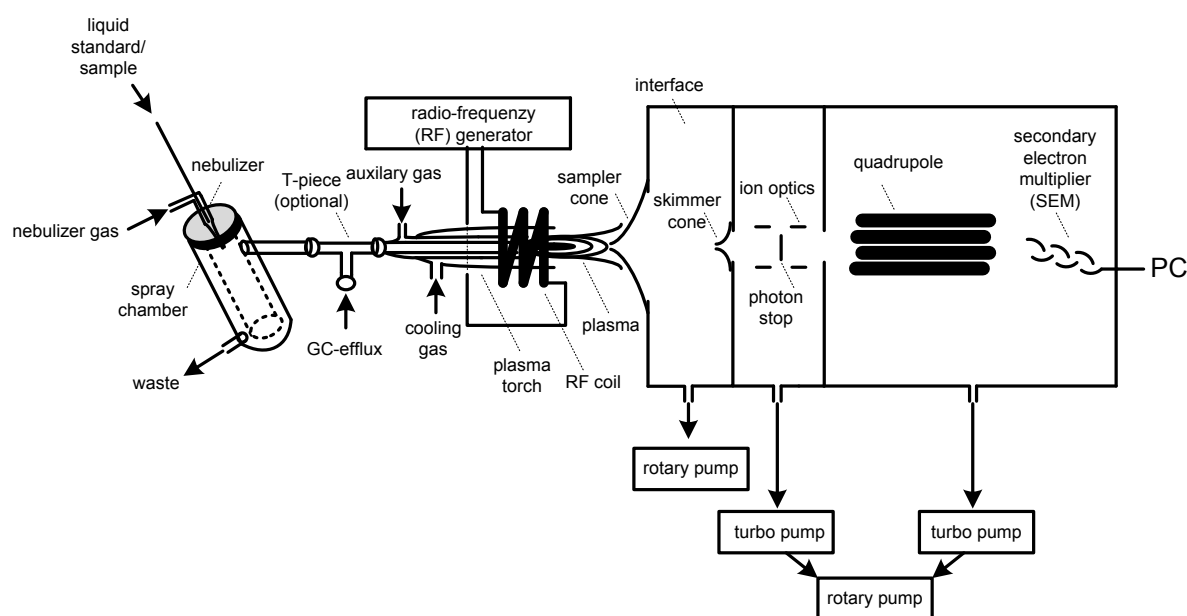 liquid
standard/
sample
nebulizer
nebulizer gas
spray
chamber
waste
T-piece
(optional)
GC-efflux
auxilary gas
cooling
gas
radio-frequenzy
(RF) generator
plasma
torch
RF coil
plasma
sampler
cone
interface
skimmer
cone
ion optics
photon
stop
quadrupole
secondary
electron
multiplier
(SEM)
PC
rotary pump
turbo pump
turbo pump
rotary pump